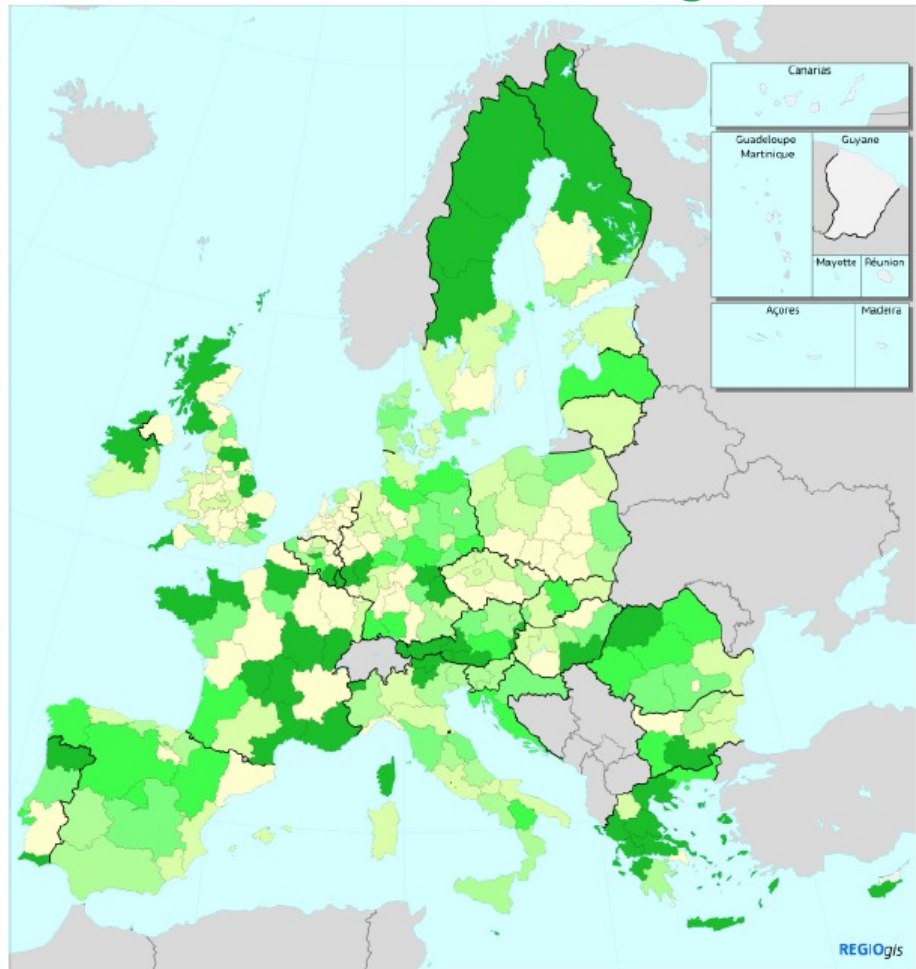 Canarias
Guadeloupe
Martinique
Guyane
Mayotte
Réunion
Açores
Madeira
REGIOgis